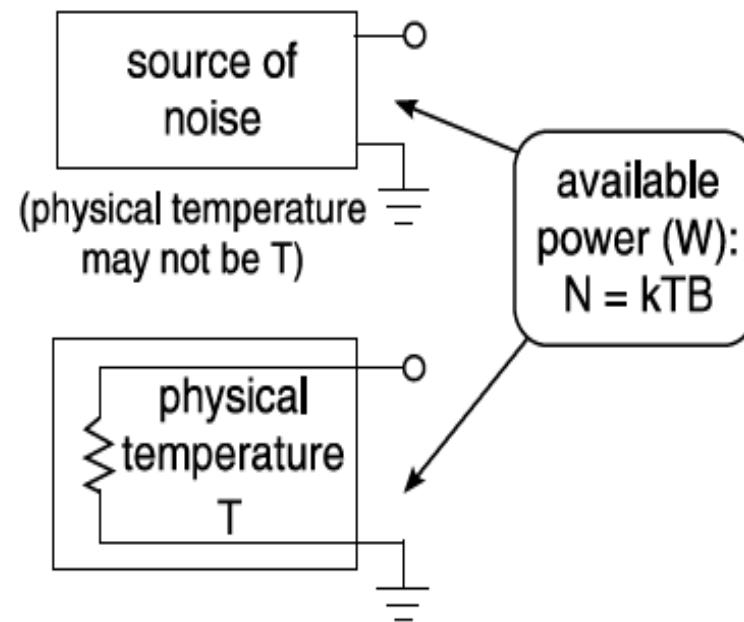 source of
noise
(physical temperature
may not be T)
available
power (W):
N = kTB
physical
temperature
T